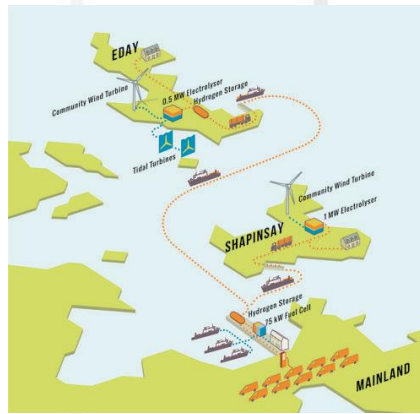 EDAY
Community Wind Turbine
0.5 MW Electrolyser
Hydrogen Storage
Tidal Turbines
Community Wind Turbine
1 MW Electrolyser
SHAPINSAY
Hydrogen Storage
75 kW Fuel Cell
MAINLAND